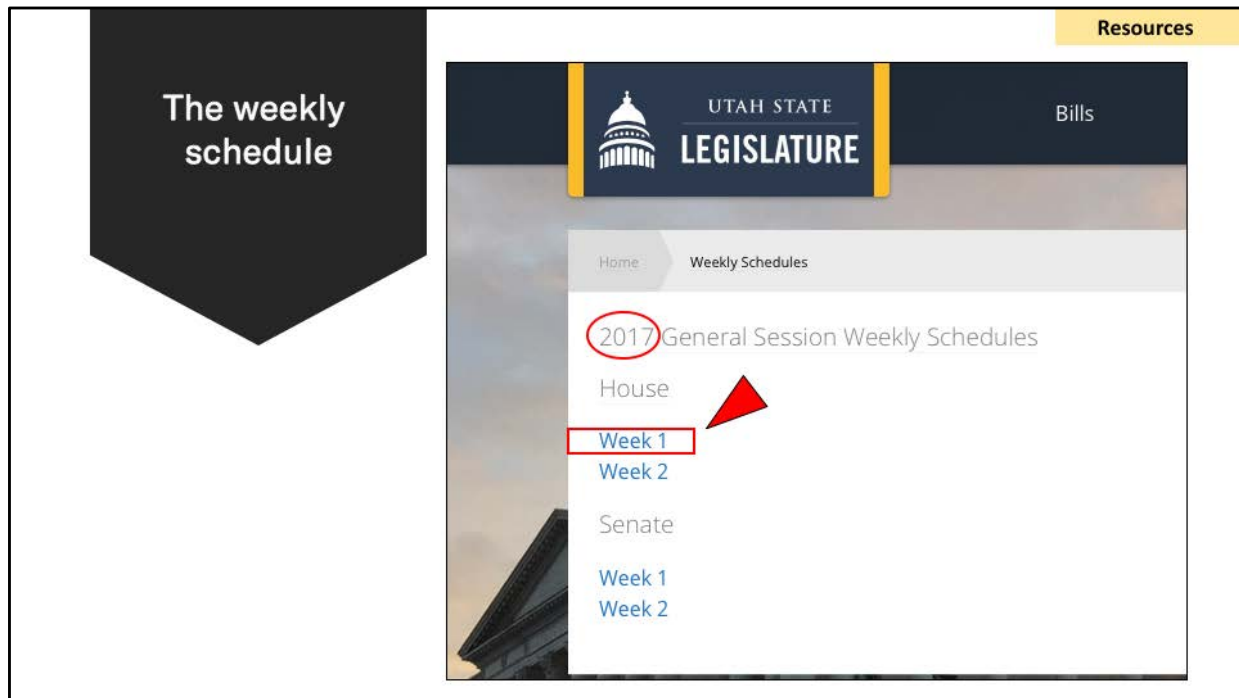 Resources
The weekly
schedule
UTAH STATE
LEGISLATURE
Bills
Home
Weekly Schedules
2017 General Session Weekly Schedules
House
Week 1
Week 2
Senate
Week 1
Week 2